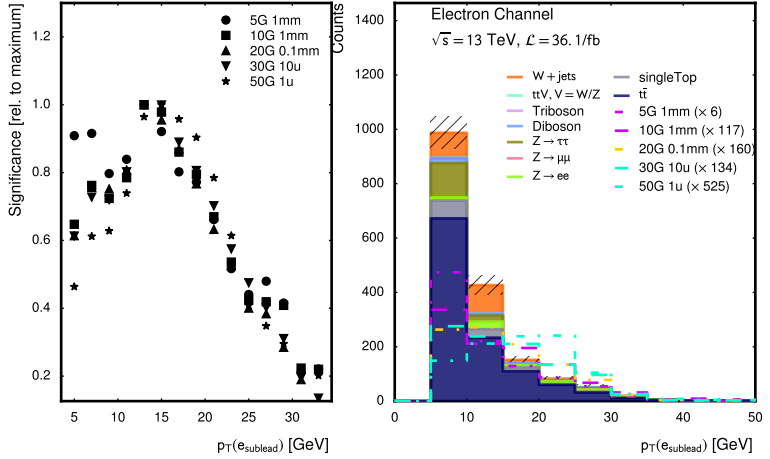 Significance [rel. to maximum]
1.2
1.0
0.8
0.6
0.4
0.2
5G 1mm
10G 1mm
20G 0.1mm
30G 10u
50G 1u
5 10 15 20 25 30
pT(esublead) [GeV]
Counts
1400
1200
1000
800
600
400
200
0
Electron Channel
√s = 13 TeV, ℒ = 36.1/fb
W + jets
tt̄V, V = W/Z
Triboson
Diboson
Z → ττ
Z → μμ
Z → ee
singleTop
tt̄
5G 1mm (× 6)
10G 1mm (× 117)
20G 0.1mm (× 160)
30G 10u (× 134)
50G 1u (× 525)
0 10 20 30 40 50
pT(esublead) [GeV]